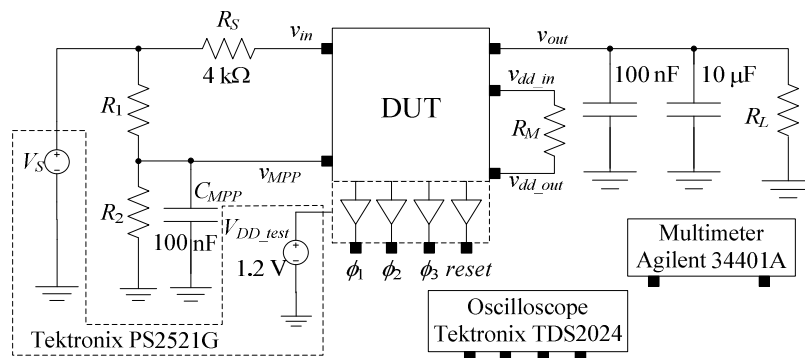 R_S
4 kΩ
v_in
v_out
v_dd_in
100 nF
10 μF
R_1
DUT
R_M
R_L
V_S
v_MPP
v_dd_out
R_2
C_MPP
100 nF
V_DD_test
1.2 V
ϕ_1 ϕ_2 ϕ_3 reset
Multimeter
Agilent 34401A
Oscilloscope
Tektronix TDS2024
Tektronix PS2521G